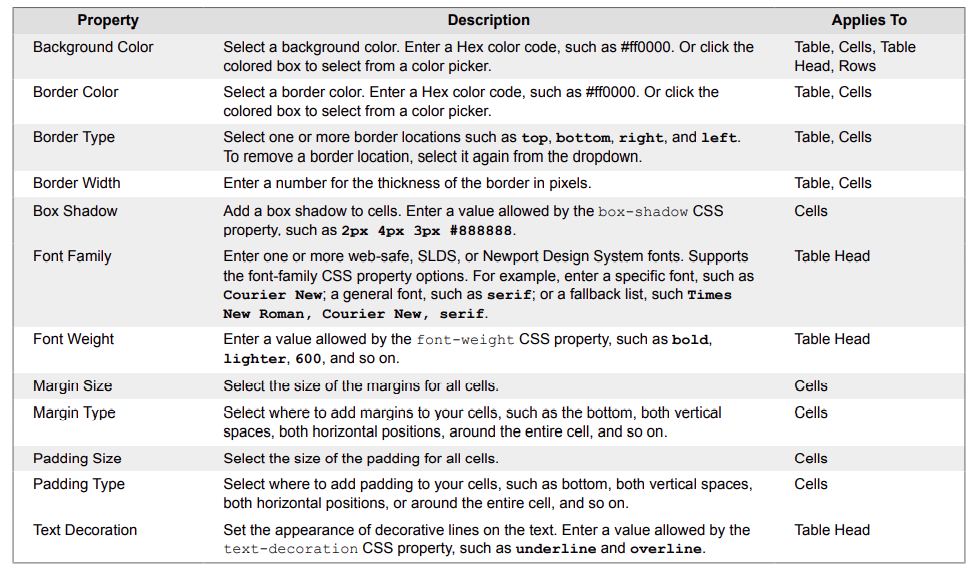 Property Description Applies To
Background Color Select a background color. Enter a Hex color code, such as #ff0000. Or click the Table, Cells, Table
colored box to select from a color picker. Head, Rows
Border Color Select a border color. Enter a Hex color code, such as #ff0000. Or click the Table, Cells
colored box to select from a color picker.
Border Type Select one or more border locations such as top, bottom, right, and left. Table, Cells
To remove a border location, select it again from the dropdown.
Border Width Enter a number for the thickness of the border in pixels. Table, Cells
Box Shadow Add a box shadow to cells. Enter a value allowed by the box-shadow CSS Cells
property, such as 2px 4px 3px #888888.
Font Family Enter one or more web-safe, SLDS, or Newport Design System fonts. Supports Table Head
the font-family CSS property options. For example, enter a specific font, such as
Courier New; a general font, such as serif; or a fallback list, such Times
New Roman, Courier New, serif.
Font Weight Enter a value allowed by the font-weight CSS property, such as bold, Table Head
lighter, 600, and so on.
Margin Size Select the size of the margins for all cells. Cells
Margin Type Select where to add margins to your cells, such as the bottom, both vertical Cells
spaces, both horizontal positions, around the entire cell, and so on.
Padding Size Select the size of the padding for all cells. Cells
Padding Type Select where to add padding to your cells, such as bottom, both vertical spaces, Cells
both horizontal positions, or around the entire cell, and so on.
Text Decoration Set the appearance of decorative lines on the text. Enter a value allowed by the Table Head
text-decoration CSS property, such as underline and overline.